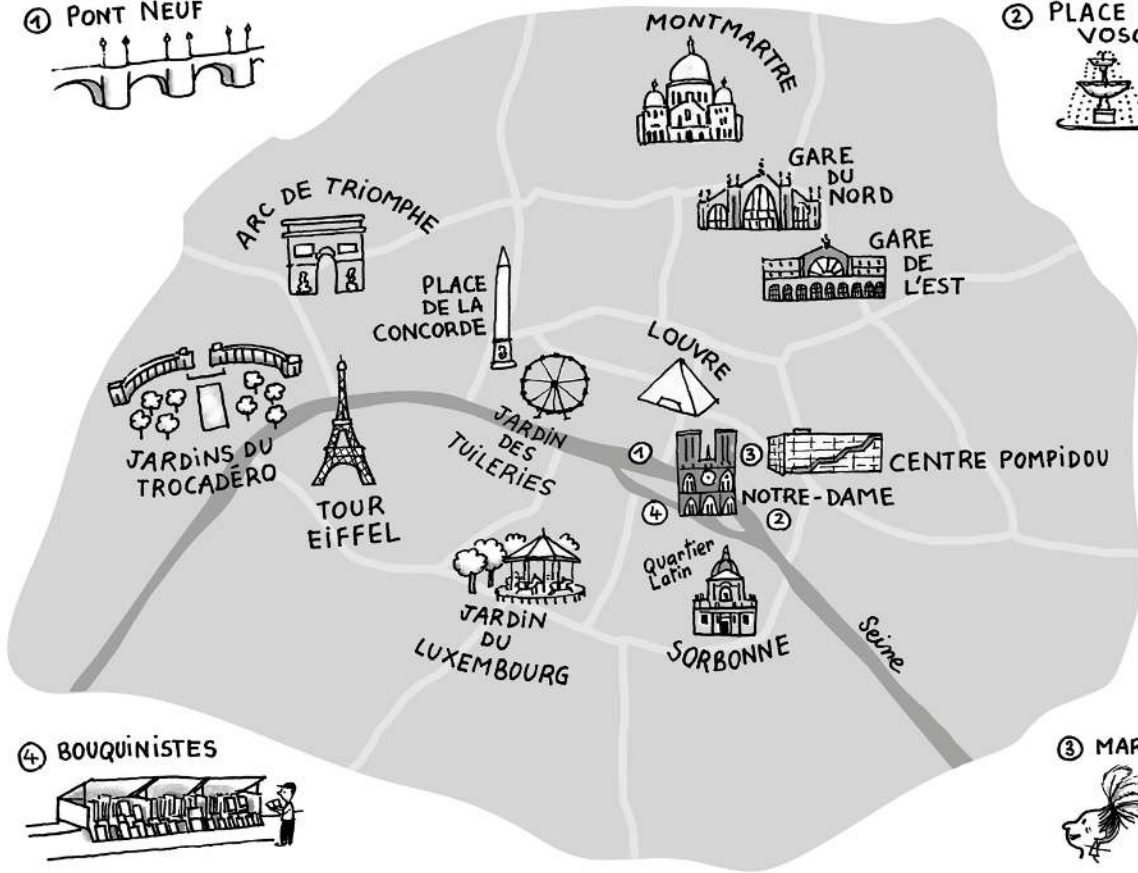 ① PONT NEUF
② PLACE
MONTMARTRE
GARE
DU
NORD
ARC DE TRIOMPHE
GARE
DE
L'EST
PLACE
DE LA
CONCORDE
LOUVRE
JARDIN
DES
TUILERIES
JARDINS DU
TROCADÉRO
TOUR
EIFFEL
①
③
CENTRE POMPIDOU
NOTRE-DAME
④
②
Quartier
Latin
JARDIN
DU
LUXEMBOURG
SORBONNE
Seine
④ BOUQUINISTES
③